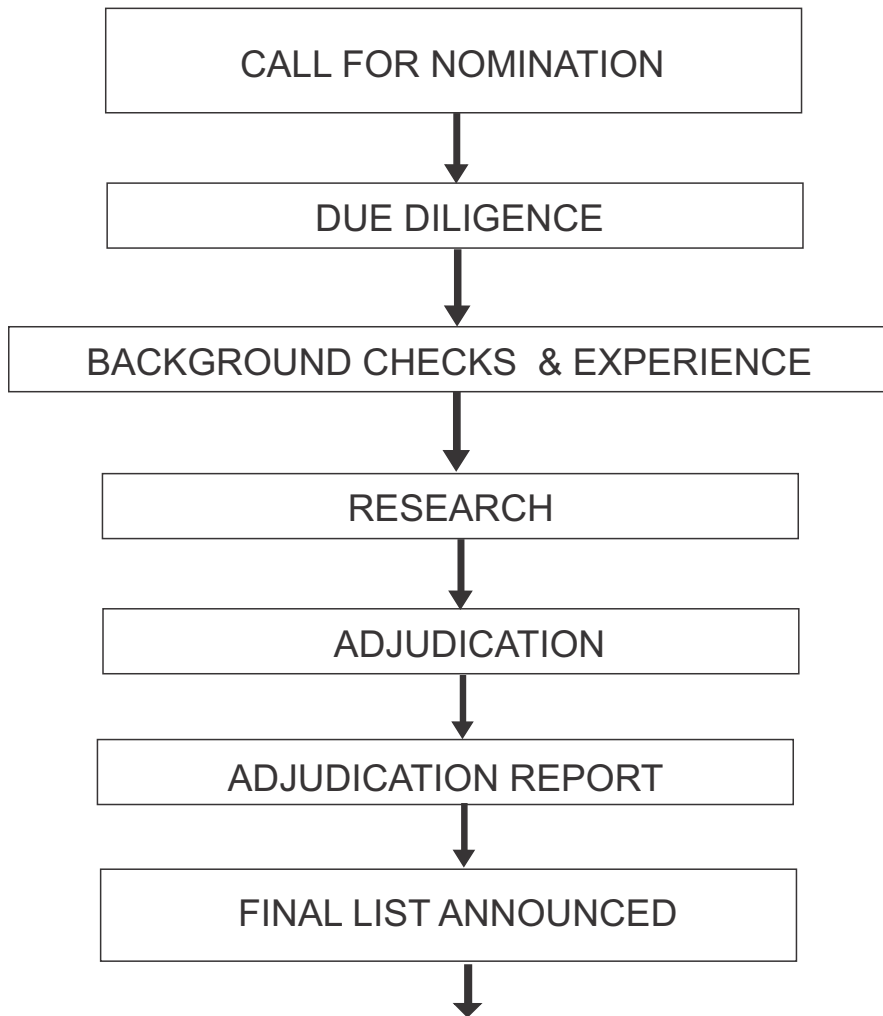 CALL FOR NOMINATION
DUE DILIGENCE
BACKGROUND CHECKS & EXPERIENCE
RESEARCH
ADJUDICATION
ADJUDICATION REPORT
FINAL LIST ANNOUNCED